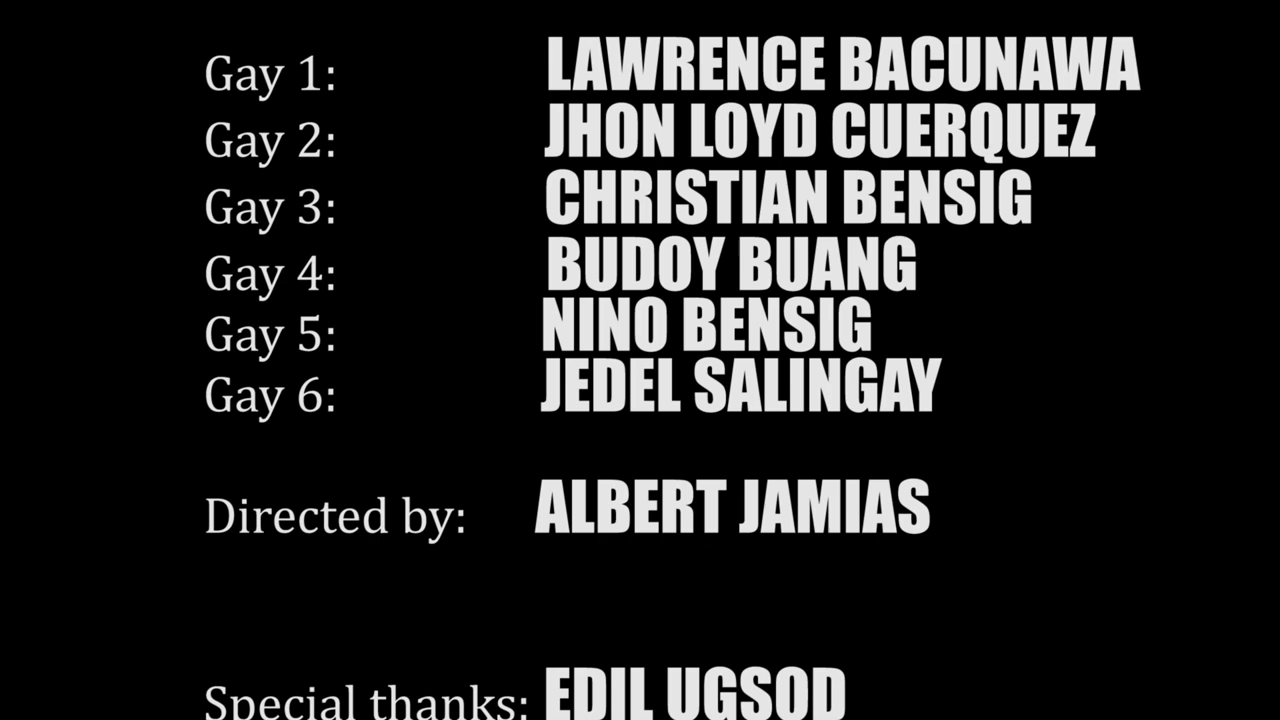 Gay 1: LAWRENCE BACUNAWA
Gay 2: JHON LOYD CUERQUEZ
Gay 3: CHRISTIAN BENSIG
Gay 4: BUDOY BUANG
Gay 5: NINO BENSIG
Gay 6: JEDEL SALINGAY
Directed by: ALBERT JAMIAS
Special thanks: EDIL UGSOD